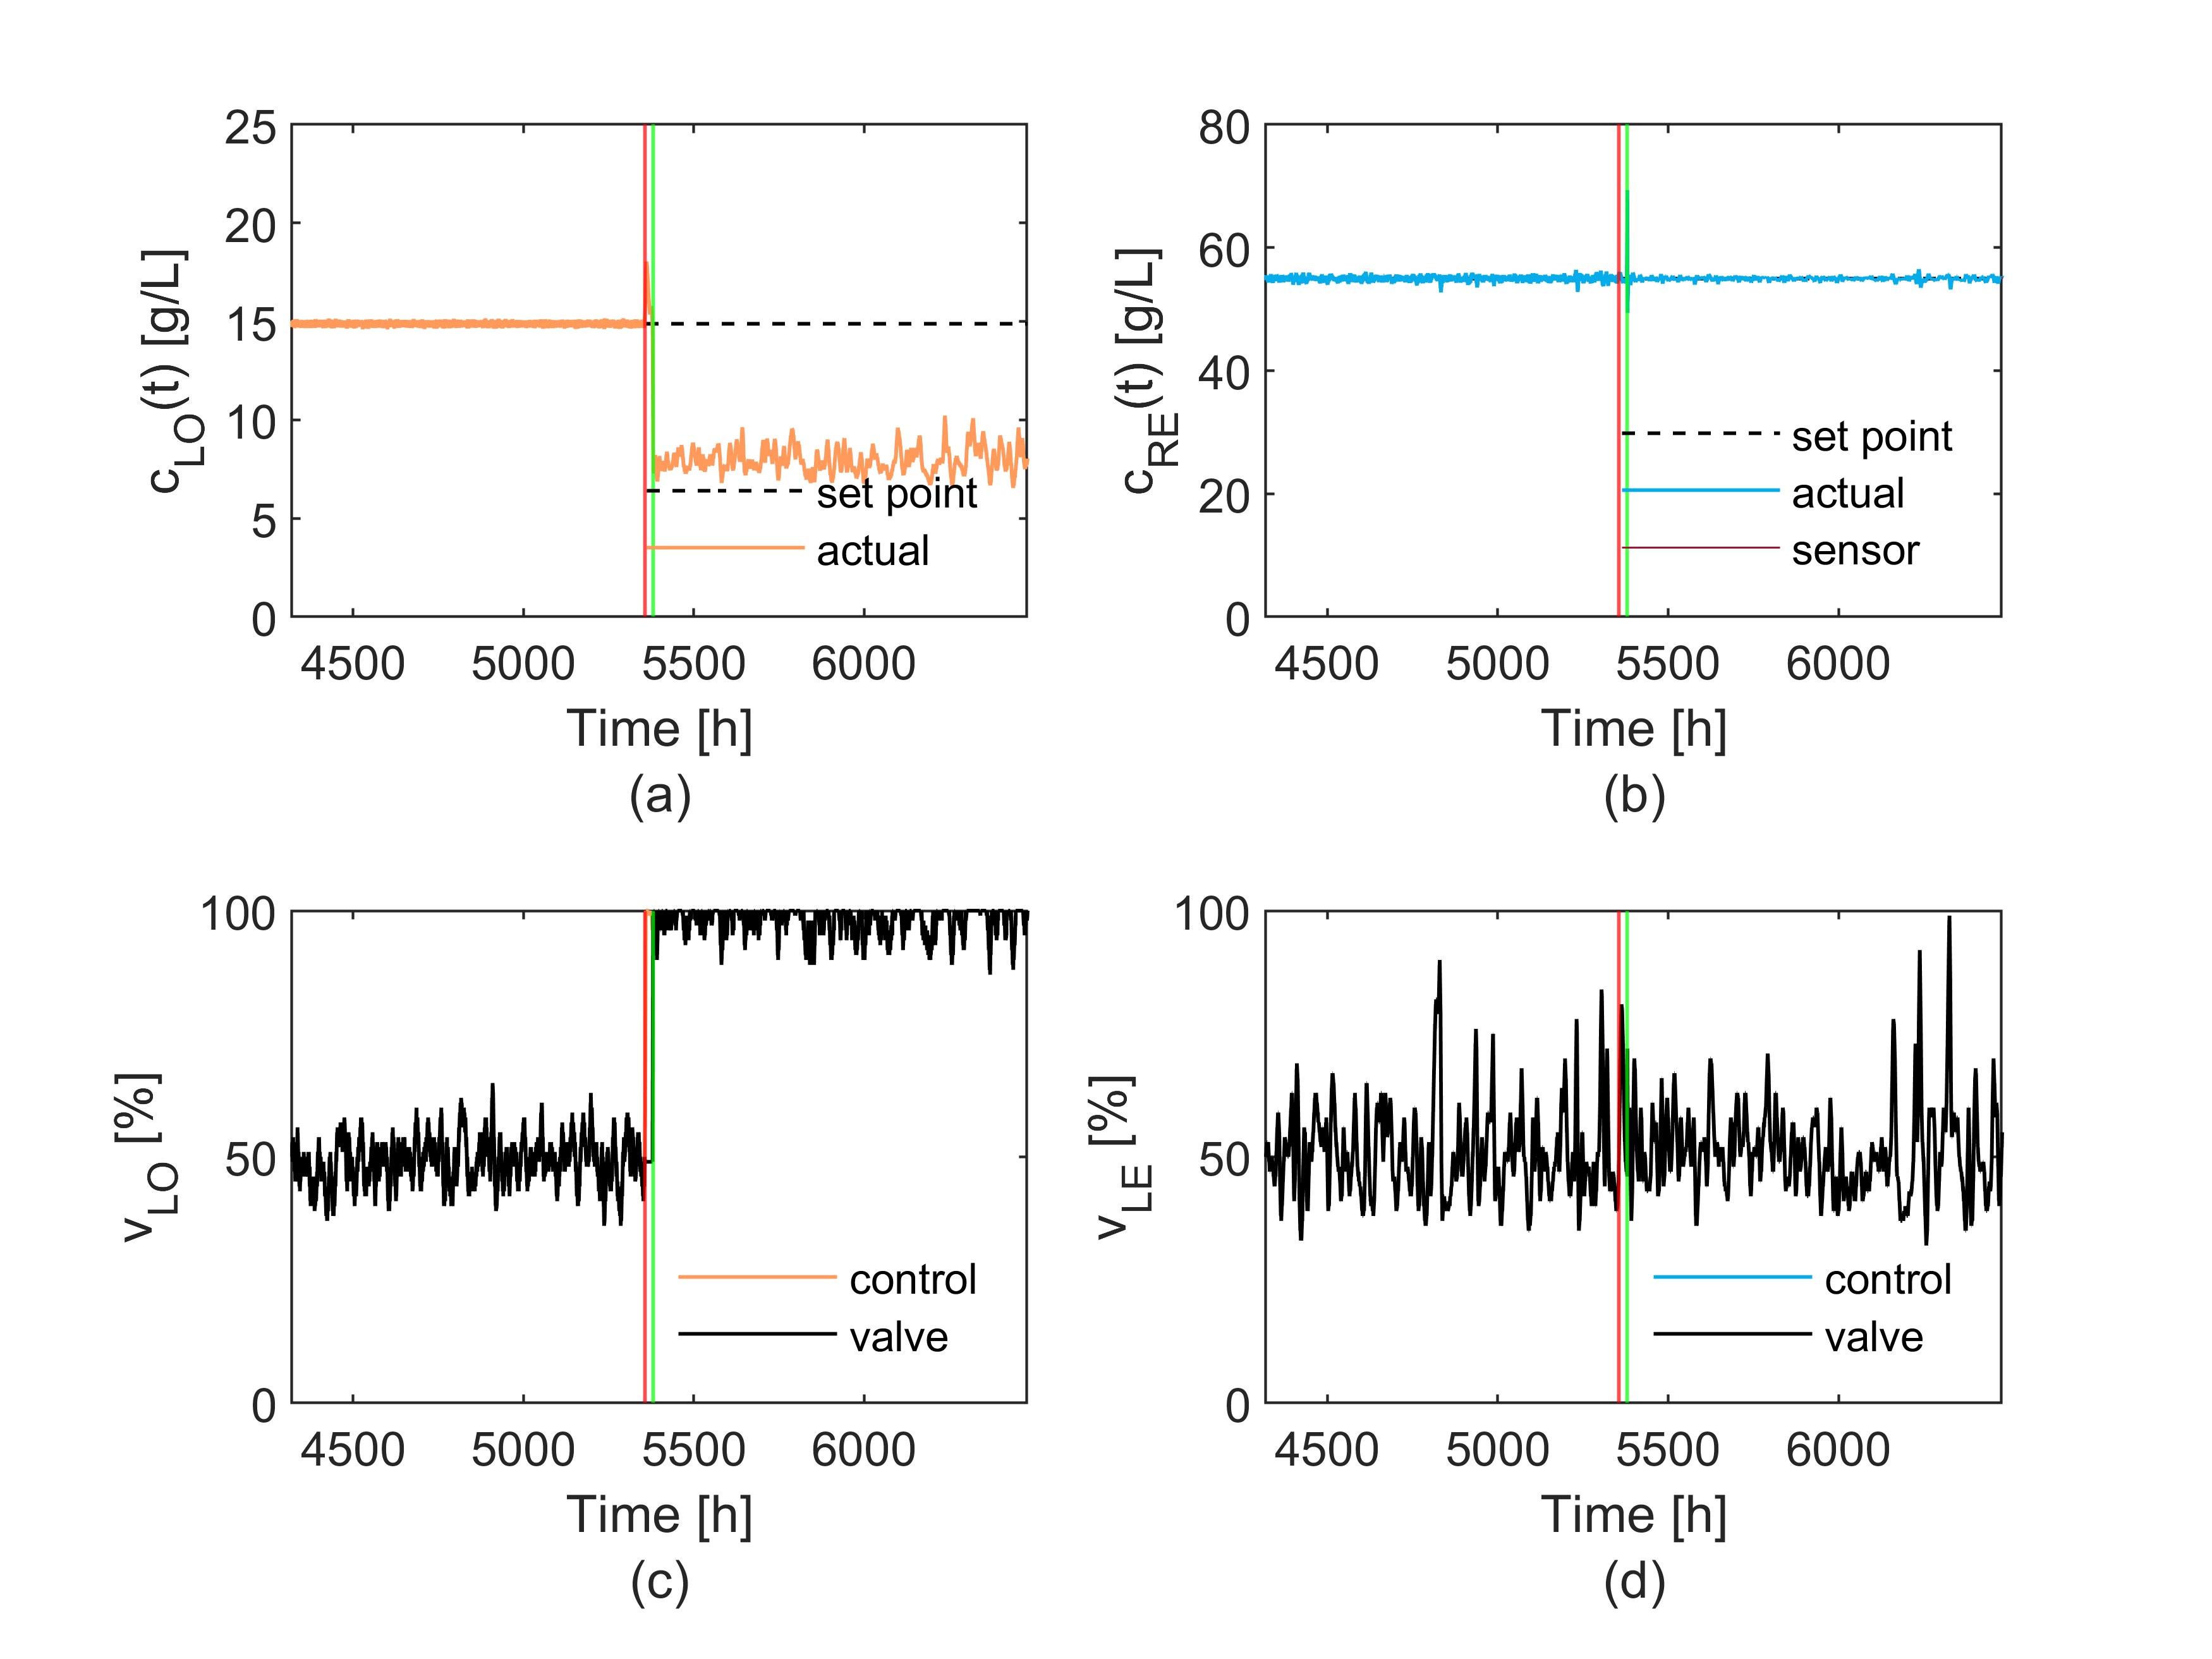 25
20
15
10
5
0
c_LO(t) [g/L]
set point
actual
4500 5000 5500 6000
Time [h]
(a)
80
60
40
20
0
c_RE(t) [g/L]
set point
actual
sensor
4500 5000 5500 6000
Time [h]
(b)
100
50
0
v_LO [%]
control
valve
4500 5000 5500 6000
Time [h]
(c)
100
50
0
v_LE [%]
control
valve
4500 5000 5500 6000
Time [h]
(d)